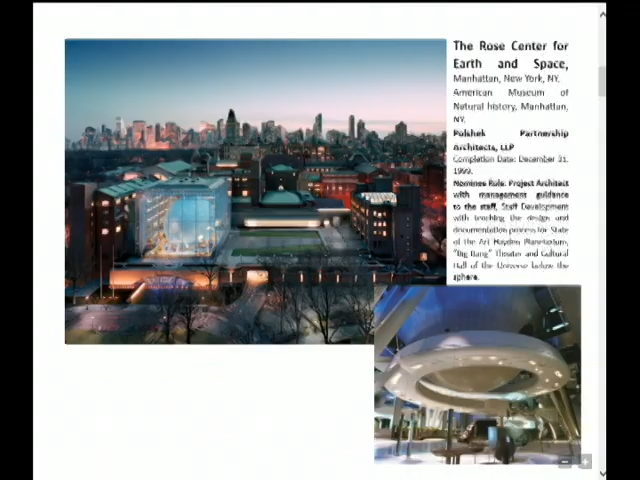 The Rose Center for
Earth and Space,
Manhattan, New York, NY.
American Museum of
Natural history, Manhattan,
NY.
Polshek Partnership
Architects, LLP
Completion Date: December 31,
1999.
Nominee Role: Project Architect
with management guidance
to the staff, Staff Development
with teaching the design and
documentation process for State
of the Art Hayden Planetarium,
"Big Bang" Theater and Cultural
Hall of the Universe below the
sphere.